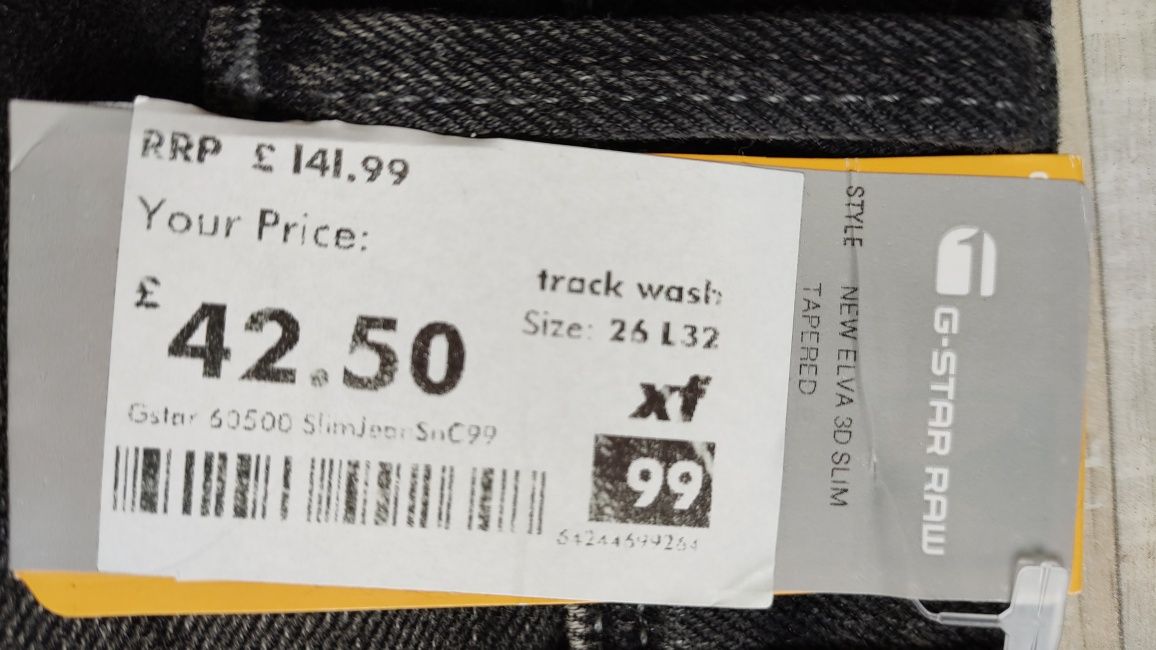 RRP £ 141.99
Your Price:
£ 42.50
track wash
Size: 26 L32
Gstar 60500 SlimJeanSnC99
xf
99
64244699264
STYLE NEW ELVA 3D SLIM
TAPERED
G-STAR RAW